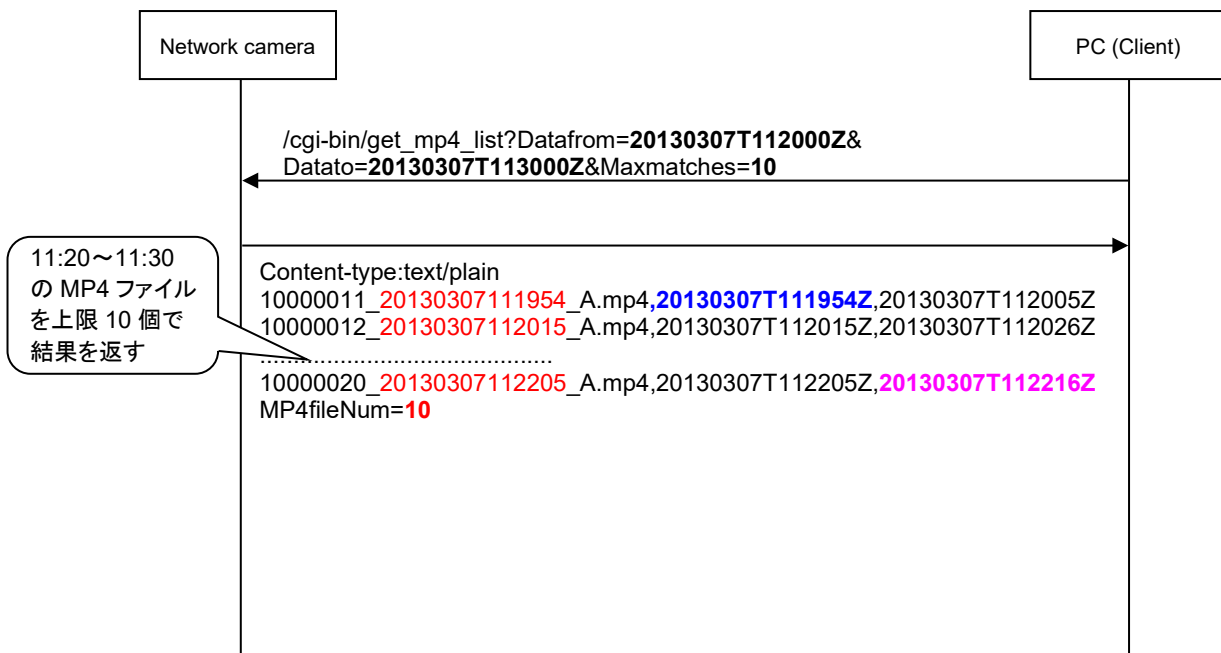 Network camera
PC (Client)
/cgi-bin/get_mp4_list?Datafrom=20130307T112000Z&
Datato=20130307T113000Z&Maxmatches=10
11:20~11:30
の MP4 ファイル
を上限 10 個で
結果を返す
Content-type:text/plain
10000011_20130307111954_A.mp4,20130307T111954Z,20130307T112005Z
10000012_20130307112015_A.mp4,20130307T112015Z,20130307T112026Z
............................................
10000020_20130307112205_A.mp4,20130307T112205Z,20130307T112216Z
MP4fileNum=10